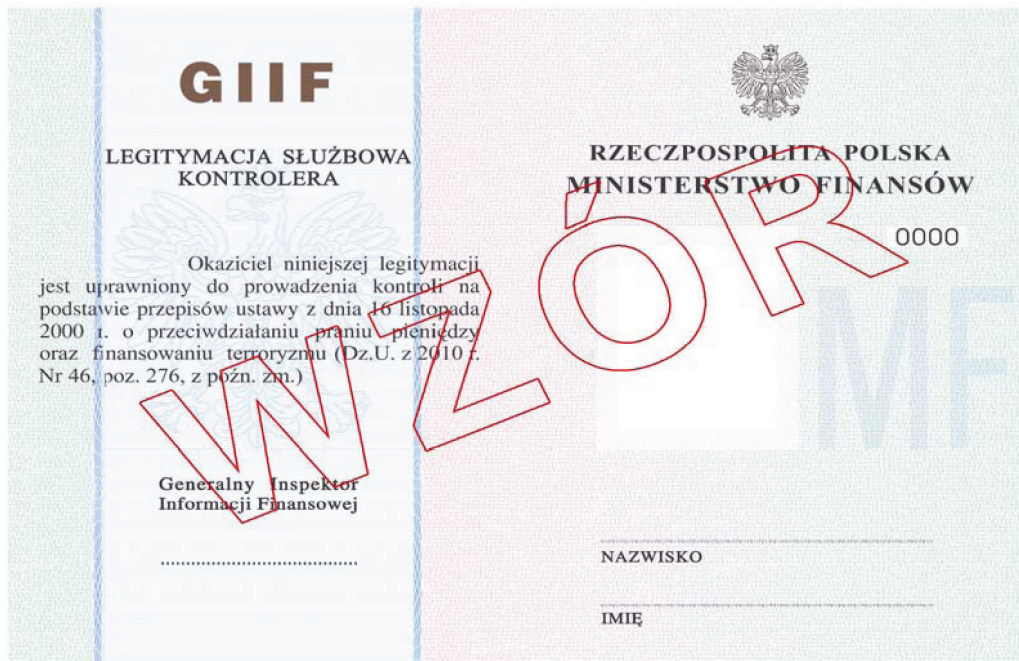 GIIF
LEGITYMACJA SŁUŻBOWA
KONTROLERA
Okaziciel niniejszej legitymacji
jest uprawniony do prowadzenia kontroli na
podstawie przepisów ustawy z dnia 16 listopada
2000 r. o przeciwdziałaniu praniu pieniędzy
oraz finansowaniu terroryzmu (Dz.U. z 2010 r.
Nr 46, poz. 276, z późn. zm.)
Generalny Inspektor
Informacji Finansowej
RZECZPOSPOLITA POLSKA
MINISTERSTWO FINANSÓW
0000
MF
NAZWISKO
IMIĘ
WZÓR